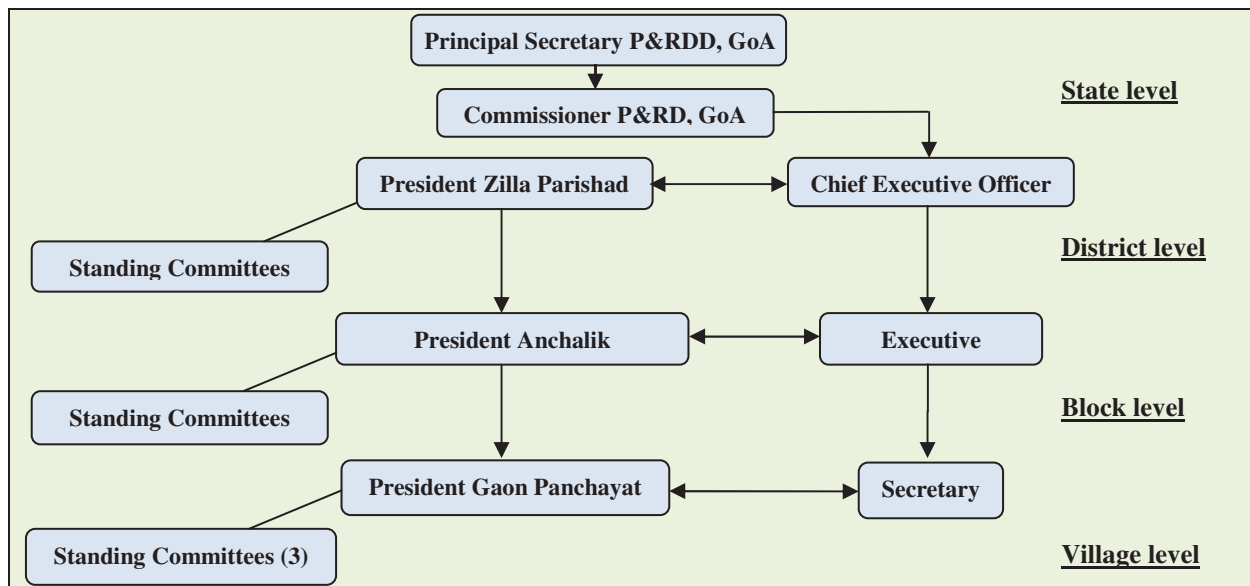 Principal Secretary P&RDD, GoA
State level
Commissioner P&RD, GoA
President Zilla Parishad
Chief Executive Officer
Standing Committees
District level
President Anchalik
Executive
Standing Committees
Block level
President Gaon Panchayat
Secretary
Standing Committees (3)
Village level